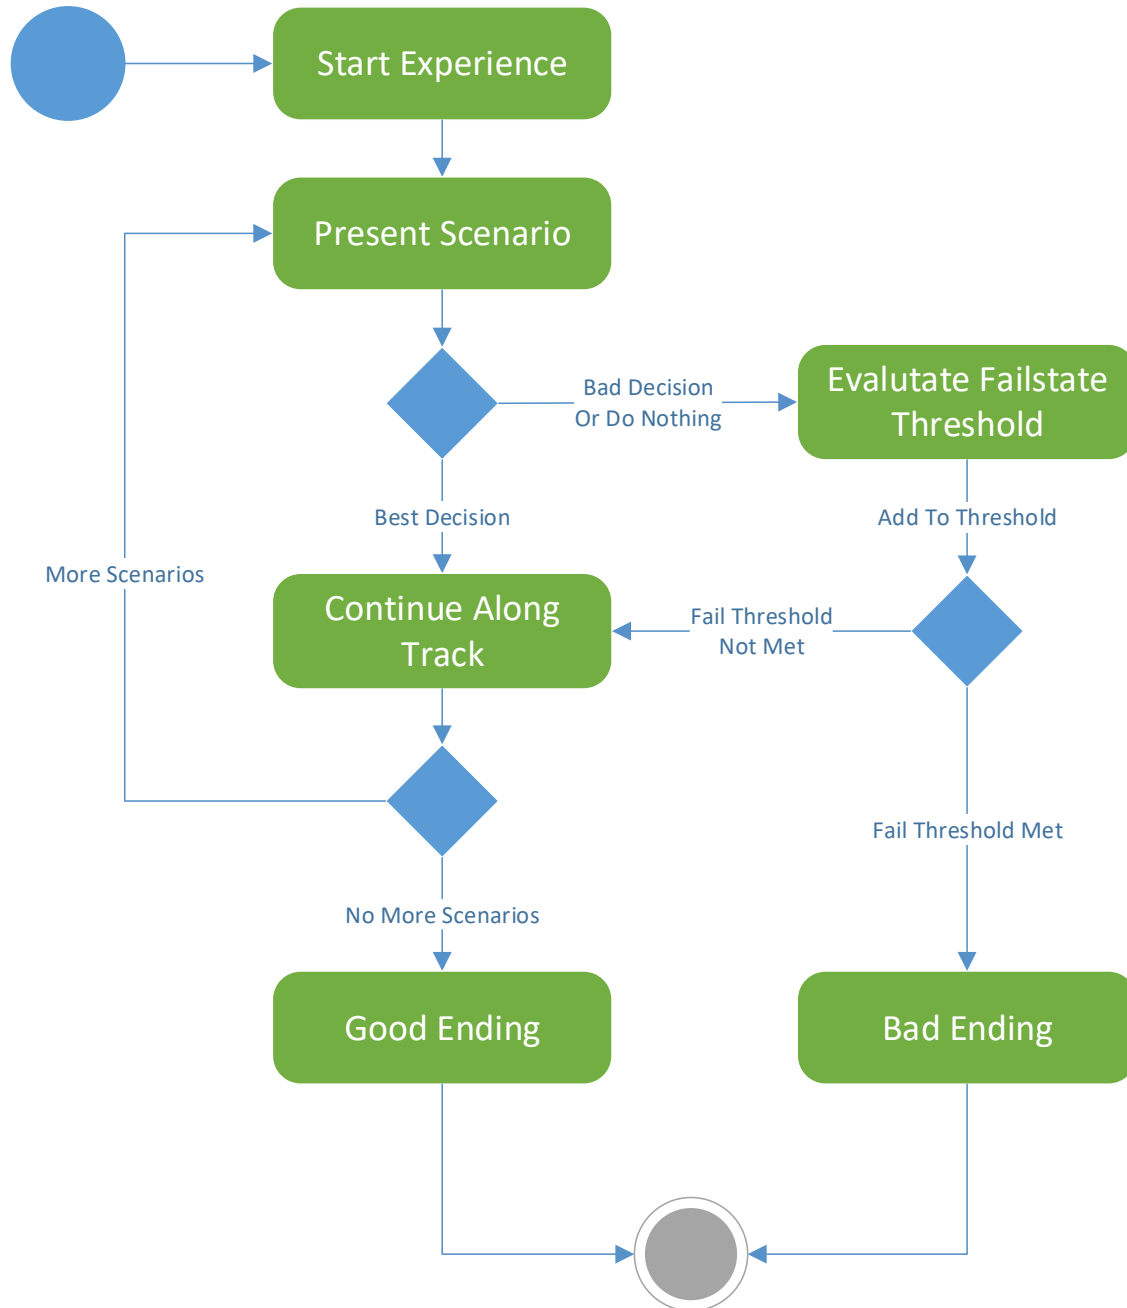 Start Experience
Present Scenario
Bad Decision
Or Do Nothing
Evalutate Failstate
Threshold
Best Decision
Add To Threshold
More Scenarios
Continue Along
Track
Fail Threshold
Not Met
Fail Threshold Met
No More Scenarios
Good Ending
Bad Ending